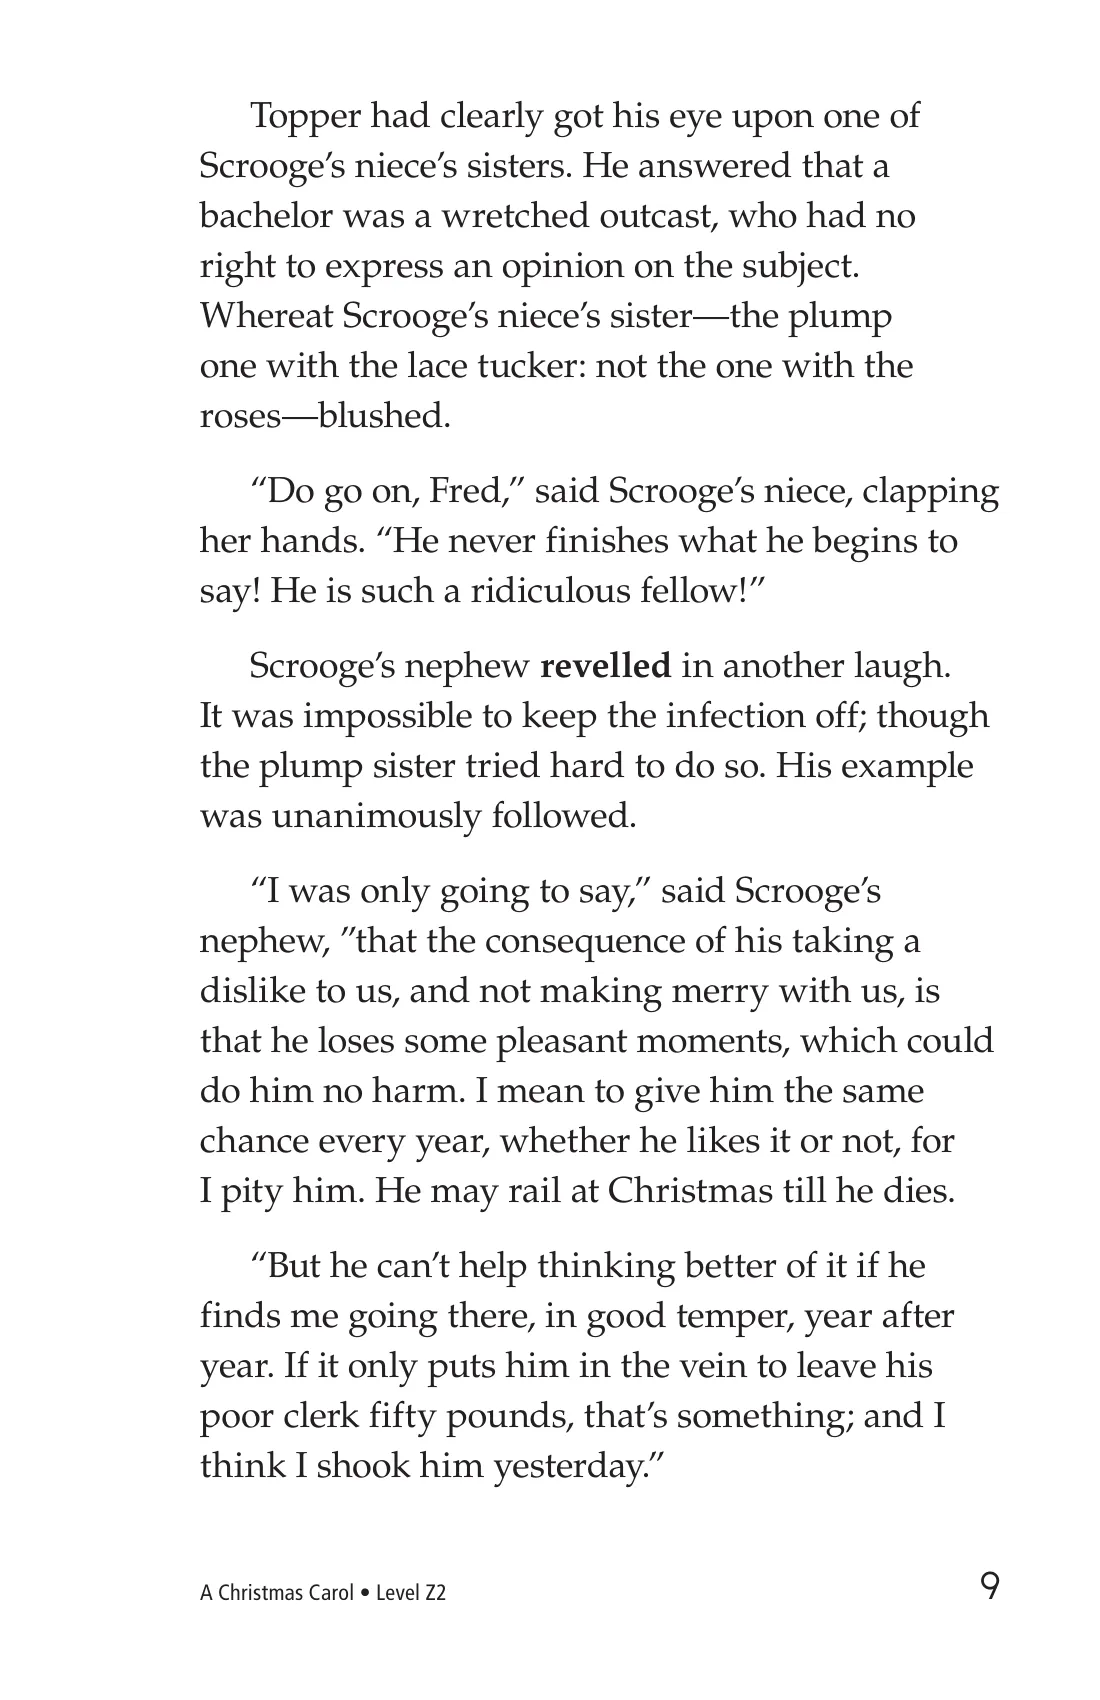 Topper had clearly got his eye upon one of
Scrooge’s niece’s sisters. He answered that a
bachelor was a wretched outcast, who had no
right to express an opinion on the subject.
Whereat Scrooge’s niece’s sister—the plump
one with the lace tucker: not the one with the
roses—blushed.
“Do go on, Fred,” said Scrooge’s niece, clapping
her hands. “He never finishes what he begins to
say! He is such a ridiculous fellow!”
Scrooge’s nephew revelled in another laugh.
It was impossible to keep the infection off; though
the plump sister tried hard to do so. His example
was unanimously followed.
“I was only going to say,” said Scrooge’s
nephew, ”that the consequence of his taking a
dislike to us, and not making merry with us, is
that he loses some pleasant moments, which could
do him no harm. I mean to give him the same
chance every year, whether he likes it or not, for
I pity him. He may rail at Christmas till he dies.
“But he can’t help thinking better of it if he
finds me going there, in good temper, year after
year. If it only puts him in the vein to leave his
poor clerk fifty pounds, that’s something; and I
think I shook him yesterday.”
A Christmas Carol • Level Z2
9